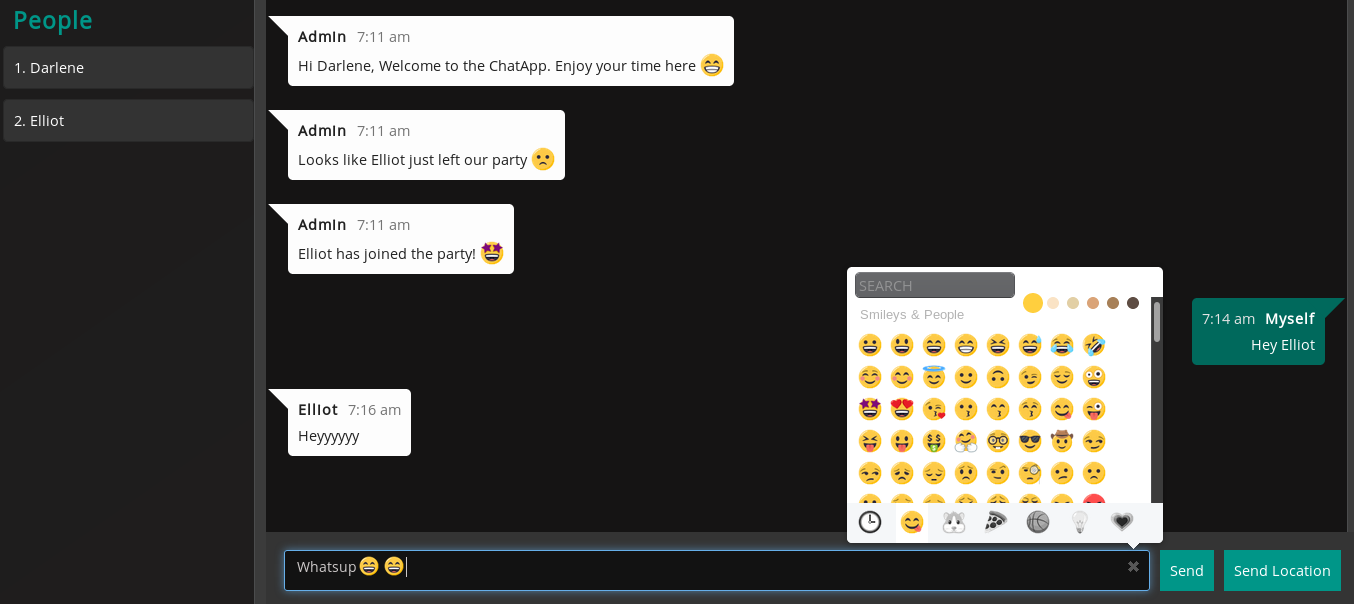 People
1. Darlene
2. Elliot
Admin 7:11 am
Hi Darlene, Welcome to the ChatApp. Enjoy your time here 😁
Admin 7:11 am
Looks like Elliot just left our party 🙁
Admin 7:11 am
Elliot has joined the party! 🤩
7:14 am Myself
Hey Elliot
Elliot 7:16 am
Heyyyyyy
SEARCH
Smileys & People
Whatsup😄 😄
Send
Send Location